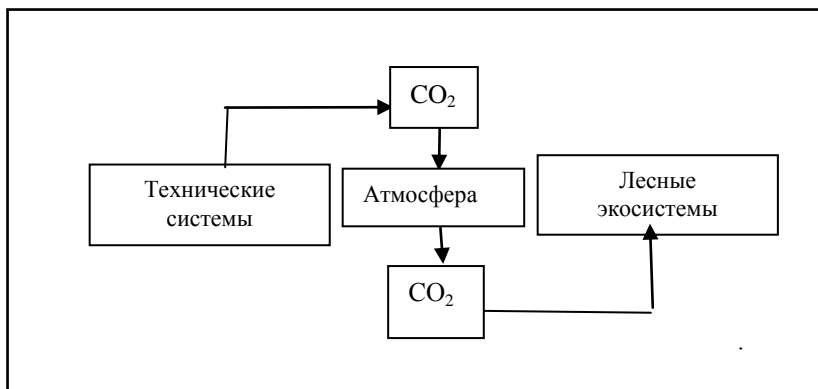 CO₂
Технические
системы
Атмосфера
Лесные
экосистемы
CO₂